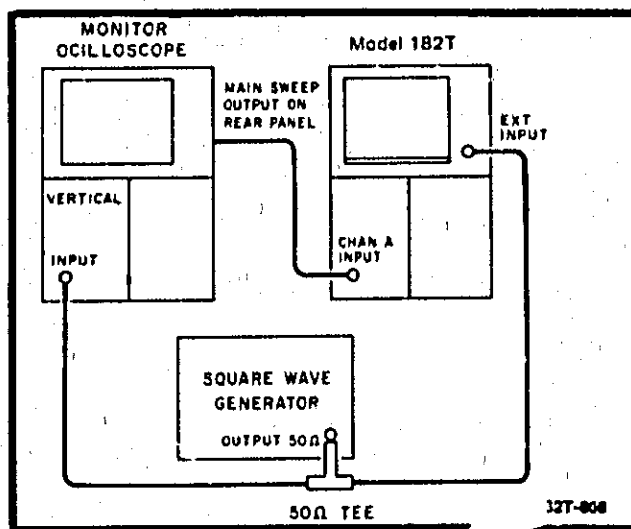 MONITOR
OCILLOSCOPE
Model 182T
MAIN SWEEP
OUTPUT ON
REAR PANEL
EXT
INPUT
VERTICAL
INPUT
CHAN A
INPUT
SQUARE WAVE
GENERATOR
OUTPUT 50Ω
50Ω TEE